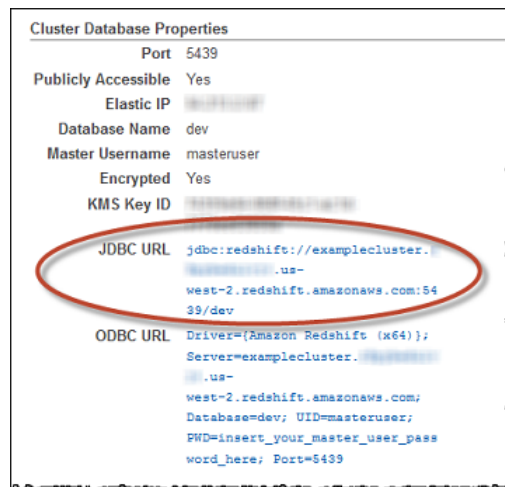 Cluster Database Properties
Port 5439
Publicly Accessible Yes
Elastic IP
Database Name dev
Master Username masteruser
Encrypted Yes
KMS Key ID
JDBC URL jdbc:redshift://examplecluster.
.us-
west-2.redshift.amazonaws.com:54
39/dev
ODBC URL Driver={Amazon Redshift (x64)};
Server=examplecluster.
.us-
west-2.redshift.amazonaws.com;
Database=dev; UID=masteruser;
PWD=insert_your_master_user_pass
word_here; Port=5439